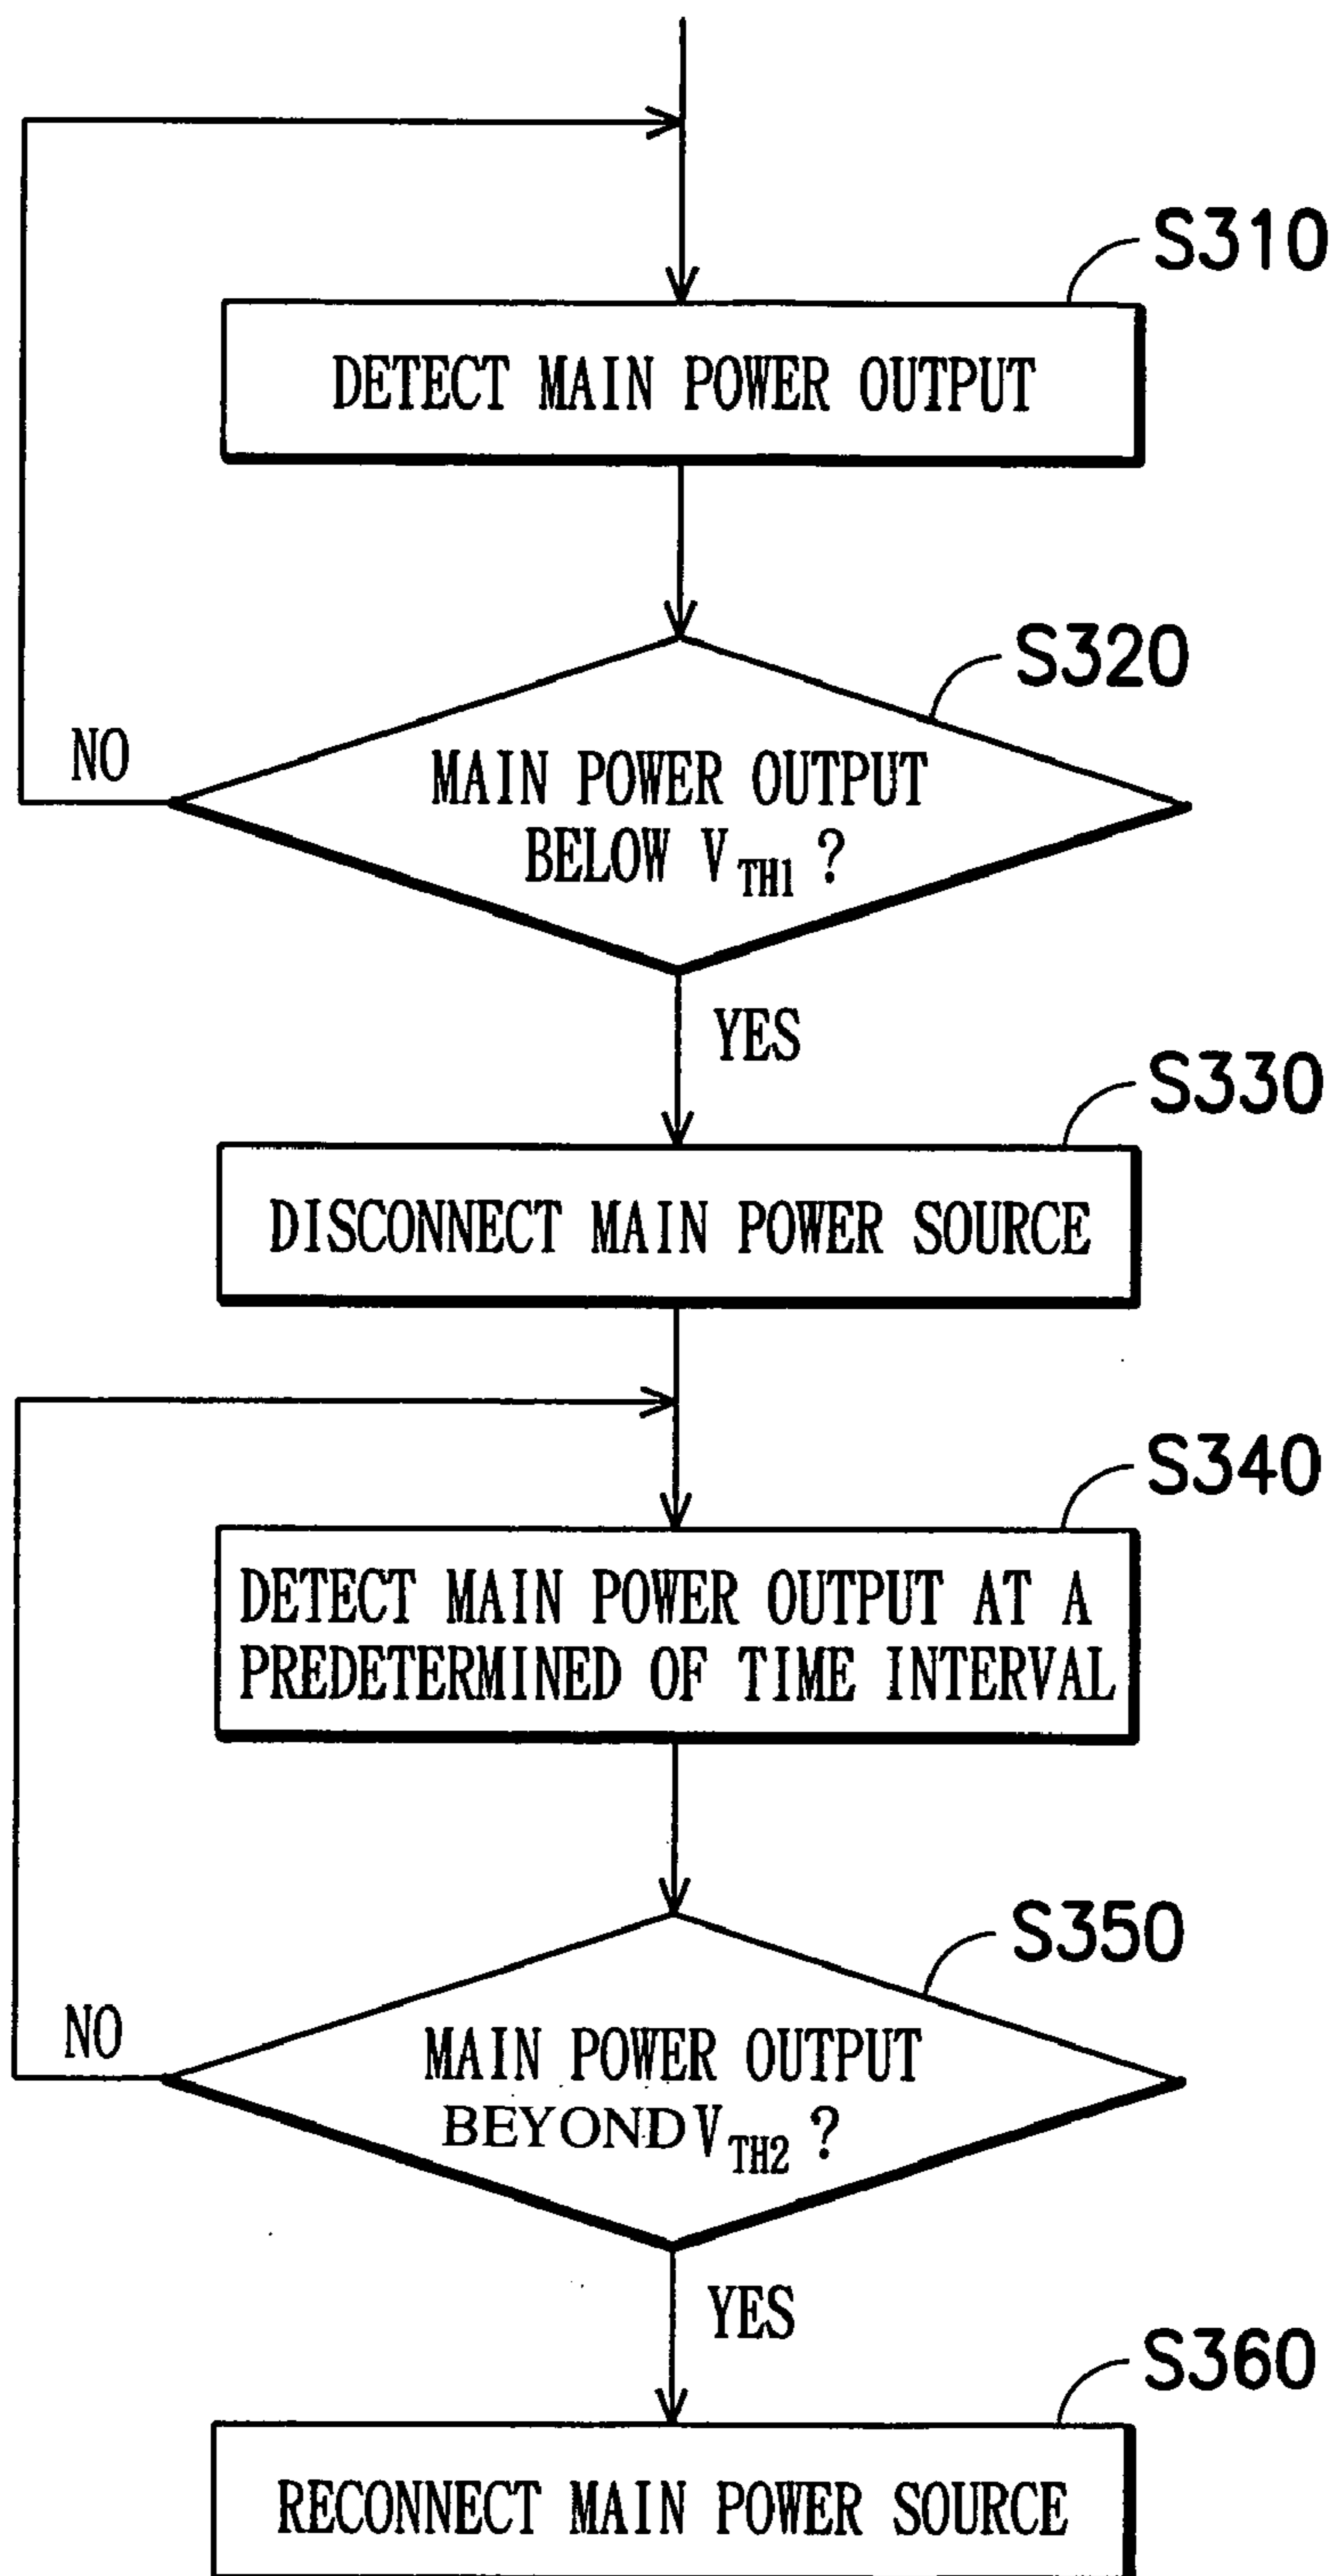 S310
DETECT MAIN POWER OUTPUT
S320
MAIN POWER OUTPUT
BELOW V TH1 ?
NO
YES
S330
DISCONNECT MAIN POWER SOURCE
S340
DETECT MAIN POWER OUTPUT AT A
PREDETERMINED OF TIME INTERVAL
S350
MAIN POWER OUTPUT
BEYOND V TH2 ?
NO
YES
S360
RECONNECT MAIN POWER SOURCE